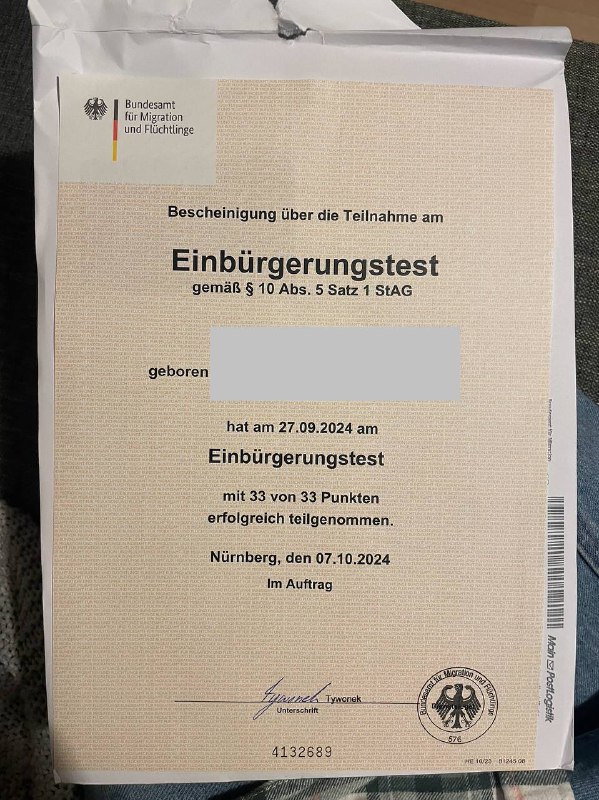 Bundesamt
für Migration
und Flüchtlinge
Bescheinigung über die Teilnahme am
Einbürgerungstest
gemäß § 10 Abs. 5 Satz 1 StAG
geboren
hat am 27.09.2024 am
Einbürgerungstest
mit 33 von 33 Punkten
erfolgreich teilgenommen.
Nürnberg, den 07.10.2024
Im Auftrag
Tywonek
Unterschrift
Bundesamt für Migration und Flüchtlinge
576
4132689
Main PostLogistik